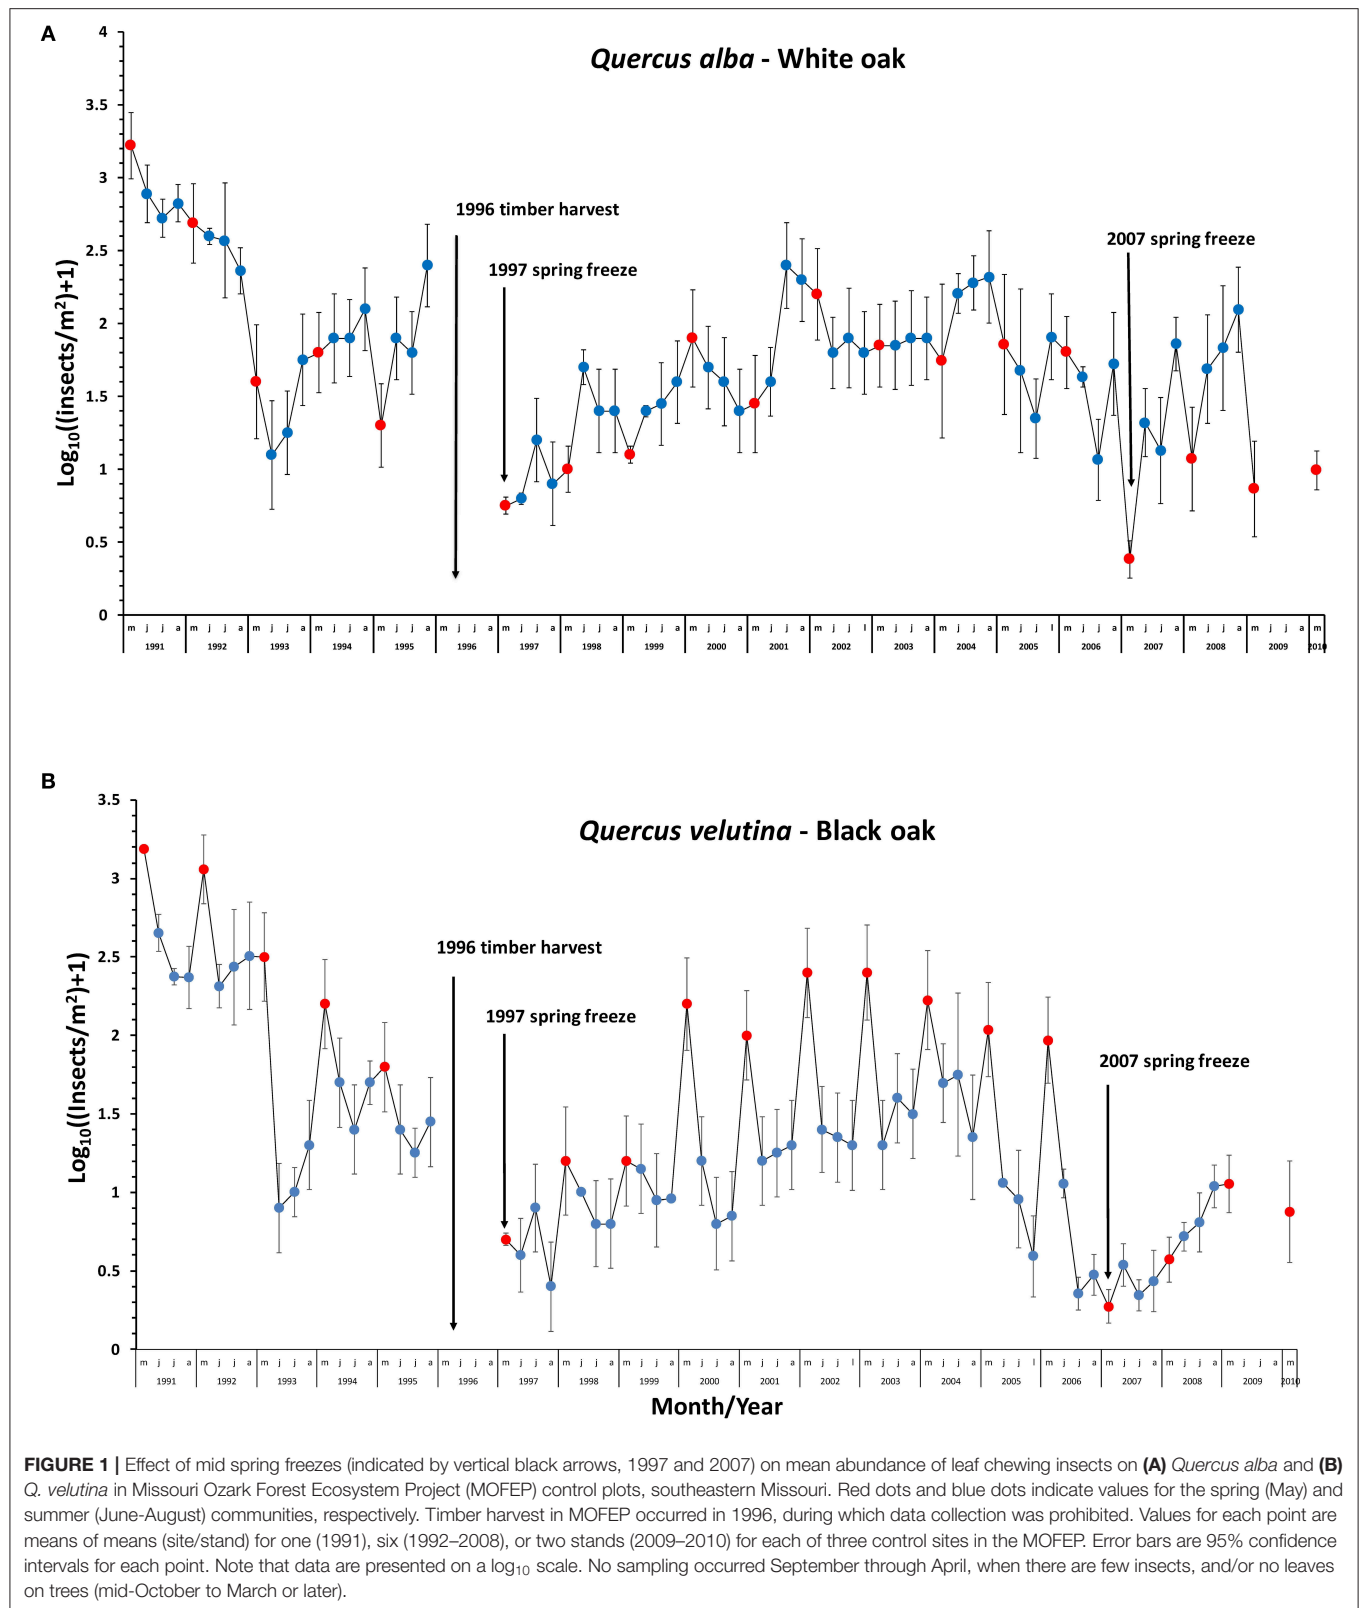 A
Quercus alba - White oak
4
3.5
3
2.5
2
1.5
1
0.5
0
Log10((insects/m2)+1)
1996 timber harvest
1997 spring freeze
2007 spring freeze
m j j a m j j a m j j a m j j a m j j a m j j a m j j a m j j a m j j a m j j a m j j a m j j l m j j a m j j a m j j l m j j a m j j a m j j a m j j a m
1991 1992 1993 1994 1995 1996 1997 1998 1999 2000 2001 2002 2003 2004 2005 2006 2007 2008 2009 2010
B
Quercus velutina - Black oak
3.5
3
2.5
2
1.5
1
0.5
0
Log10((Insects/m2)+1)
1996 timber harvest
1997 spring freeze
2007 spring freeze
m j j a m j j a m j j a m j j a m j j a m j j a m j j a m j j a m j j a m j j a m j j a m j j l m j j a m j j a m j j l m j j a m j j a m j j a m j j a m
1991 1992 1993 1994 1995 1996 1997 1998 1999 2000 2001 2002 2003 2004 2005 2006 2007 2008 2009 2010
Month/Year
FIGURE 1 | Effect of mid spring freezes (indicated by vertical black arrows, 1997 and 2007) on mean abundance of leaf chewing insects on (A) Quercus alba and (B)
Q. velutina in Missouri Ozark Forest Ecosystem Project (MOFEP) control plots, southeastern Missouri. Red dots and blue dots indicate values for the spring (May) and
summer (June-August) communities, respectively. Timber harvest in MOFEP occurred in 1996, during which data collection was prohibited. Values for each point are
means of means (site/stand) for one (1991), six (1992–2008), or two stands (2009–2010) for each of three control sites in the MOFEP. Error bars are 95% confidence
intervals for each point. Note that data are presented on a log10 scale. No sampling occurred September through April, when there are few insects, and/or no leaves
on trees (mid-October to March or later).